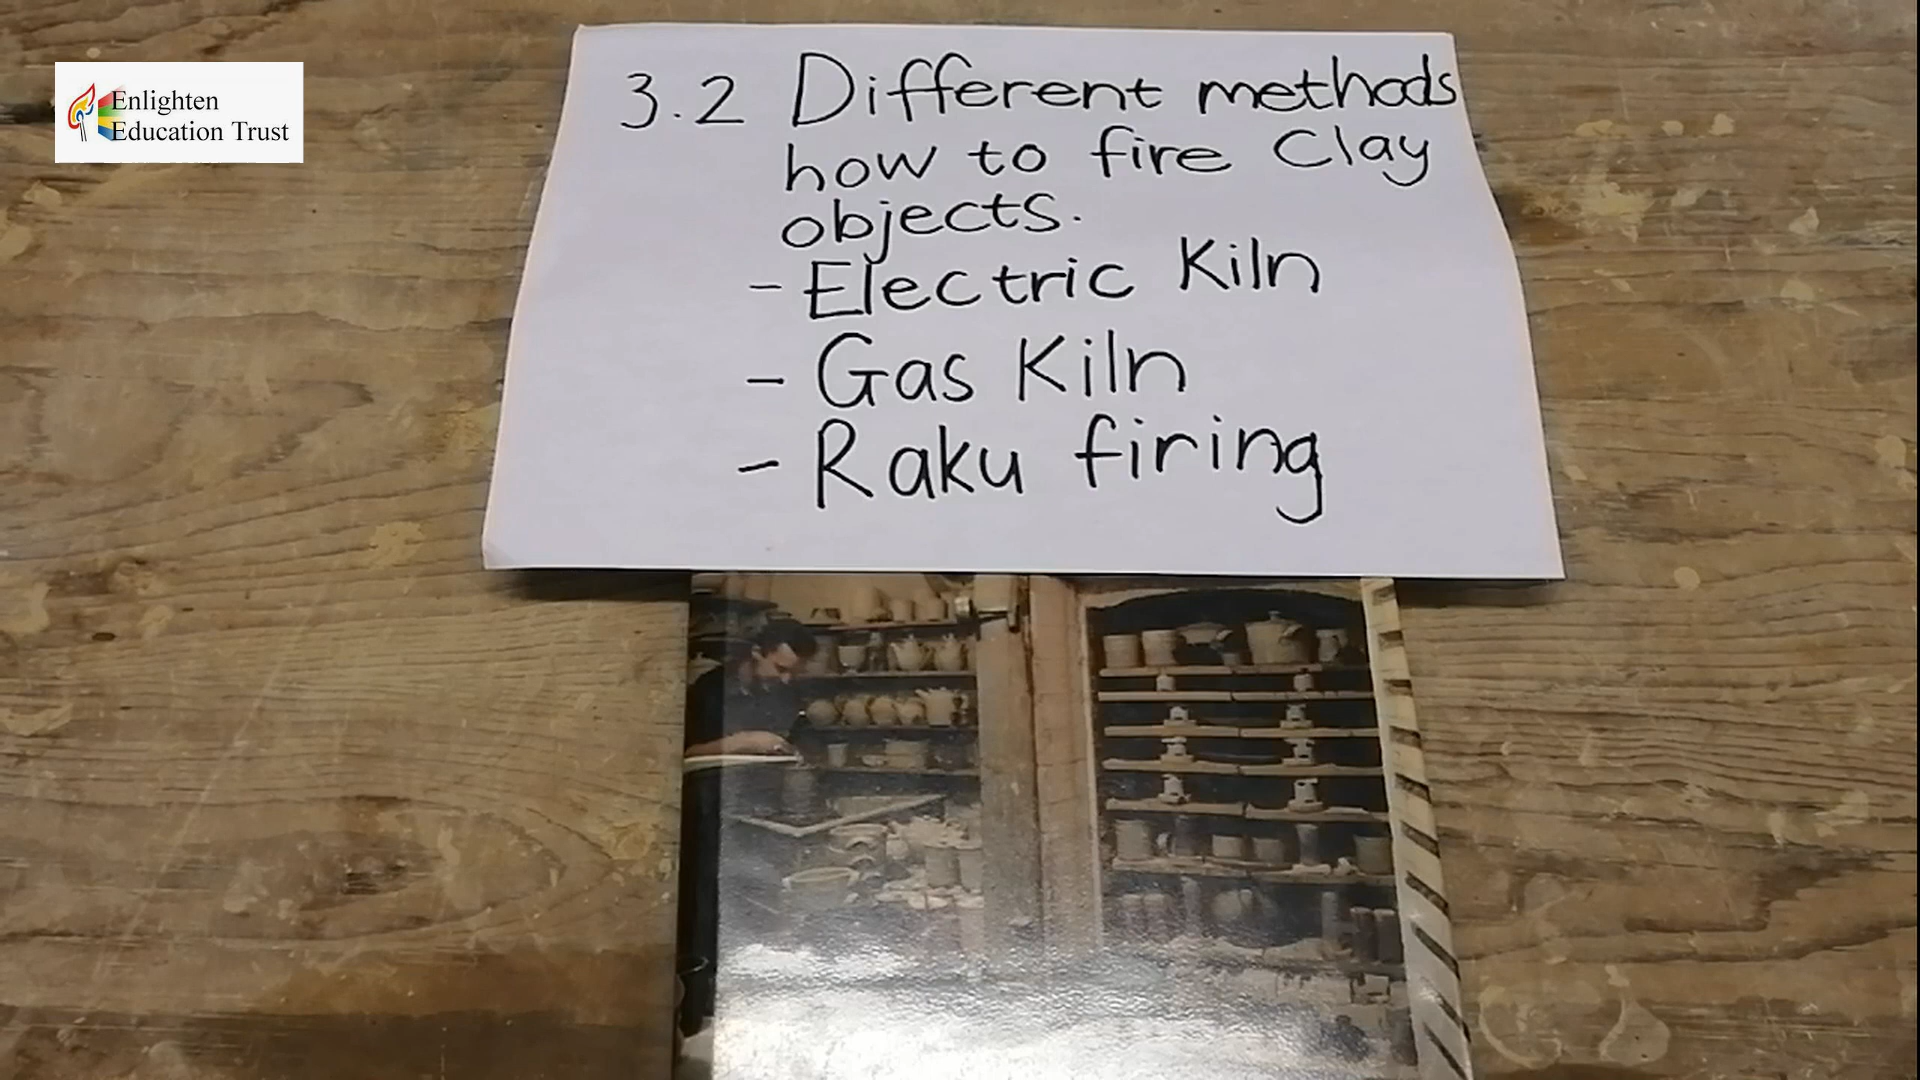 Enlighten
Education Trust
3.2 Different methods
how to fire Clay
objects.
- Electric Kiln
- Gas Kiln
- Raku firing